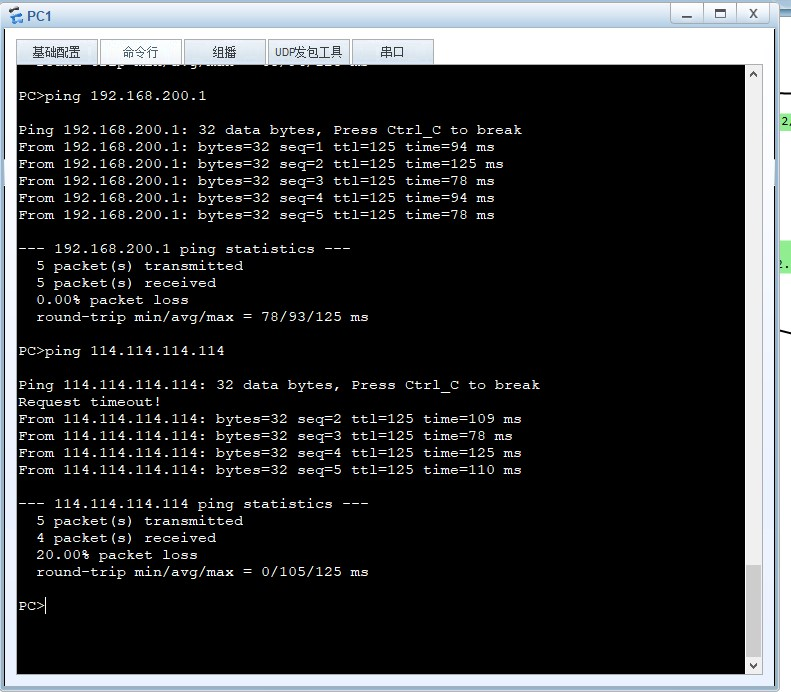 PC1
基础配置
命令行
组播
UDP发包工具
串口
PC>ping 192.168.200.1
Ping 192.168.200.1: 32 data bytes, Press Ctrl_C to break
From 192.168.200.1: bytes=32 seq=1 ttl=125 time=94 ms
From 192.168.200.1: bytes=32 seq=2 ttl=125 time=125 ms
From 192.168.200.1: bytes=32 seq=3 ttl=125 time=78 ms
From 192.168.200.1: bytes=32 seq=4 ttl=125 time=94 ms
From 192.168.200.1: bytes=32 seq=5 ttl=125 time=78 ms
--- 192.168.200.1 ping statistics ---
5 packet(s) transmitted
5 packet(s) received
0.00% packet loss
round-trip min/avg/max = 78/93/125 ms
PC>ping 114.114.114.114
Ping 114.114.114.114: 32 data bytes, Press Ctrl_C to break
Request timeout!
From 114.114.114.114: bytes=32 seq=2 ttl=125 time=109 ms
From 114.114.114.114: bytes=32 seq=3 ttl=125 time=78 ms
From 114.114.114.114: bytes=32 seq=4 ttl=125 time=125 ms
From 114.114.114.114: bytes=32 seq=5 ttl=125 time=110 ms
--- 114.114.114.114 ping statistics ---
5 packet(s) transmitted
4 packet(s) received
20.00% packet loss
round-trip min/avg/max = 0/105/125 ms
PC>